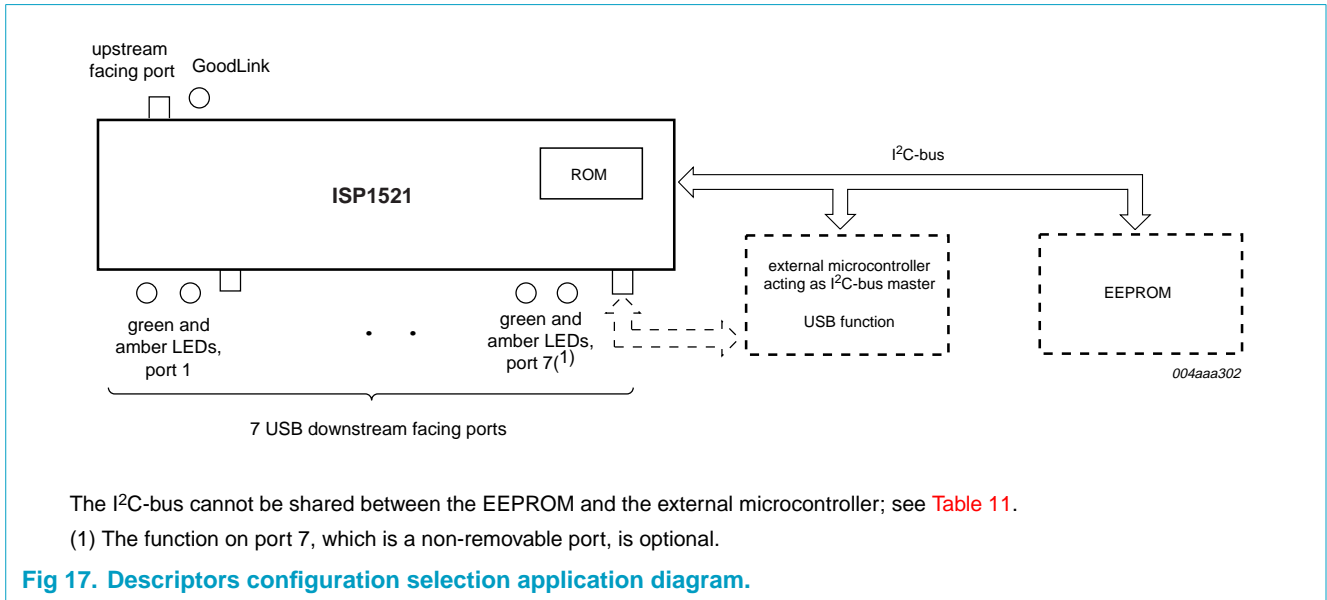 upstream
facing port
GoodLink
ISP1521
ROM
I2C-bus
external microcontroller
acting as I2C-bus master
USB function
EEPROM
green and
amber LEDs,
port 1
. .
green and
amber LEDs,
port 7(1)
004aaa302
7 USB downstream facing ports
The I2C-bus cannot be shared between the EEPROM and the external microcontroller; see Table 11.
(1) The function on port 7, which is a non-removable port, is optional.
Fig 17. Descriptors configuration selection application diagram.